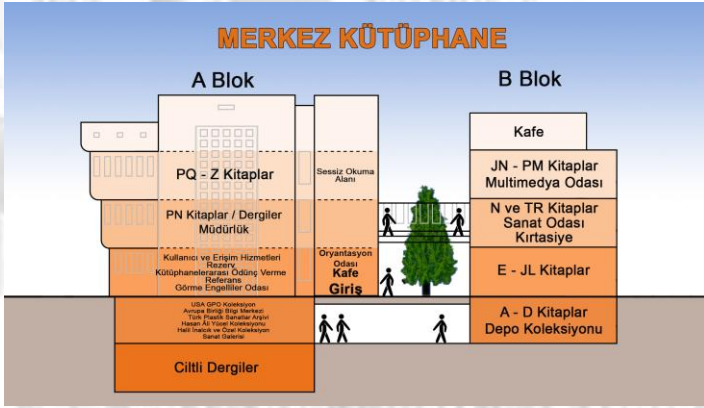 MERKEZ KÜTÜPHANE
A Blok
PQ - Z Kitaplar
Sessiz Okuma
Alanı
PN Kitaplar / Dergiler
Müdürlük
Kullanıcı ve Erişim Hizmetleri
Rezerv
Kütüphanelerarası Ödünç Verme
Referans
Görme Engelliler Odası
Oryantasyon
Odası
Kafe
Giriş
USA GPO Koleksiyon
Avrupa Birliği Bilgi Merkezi
Türk Plastik Sanatlar Arşivi
Hasan Âli Yücel Koleksiyonu
Halil İnalcık ve Özel Koleksiyon
Sanat Galerisi
Ciltli Dergiler
B Blok
Kafe
JN - PM Kitaplar
Multimedya Odası
N ve TR Kitaplar
Sanat Odası
Kırtasiye
E - JL Kitaplar
A - D Kitaplar
Depo Koleksiyonu